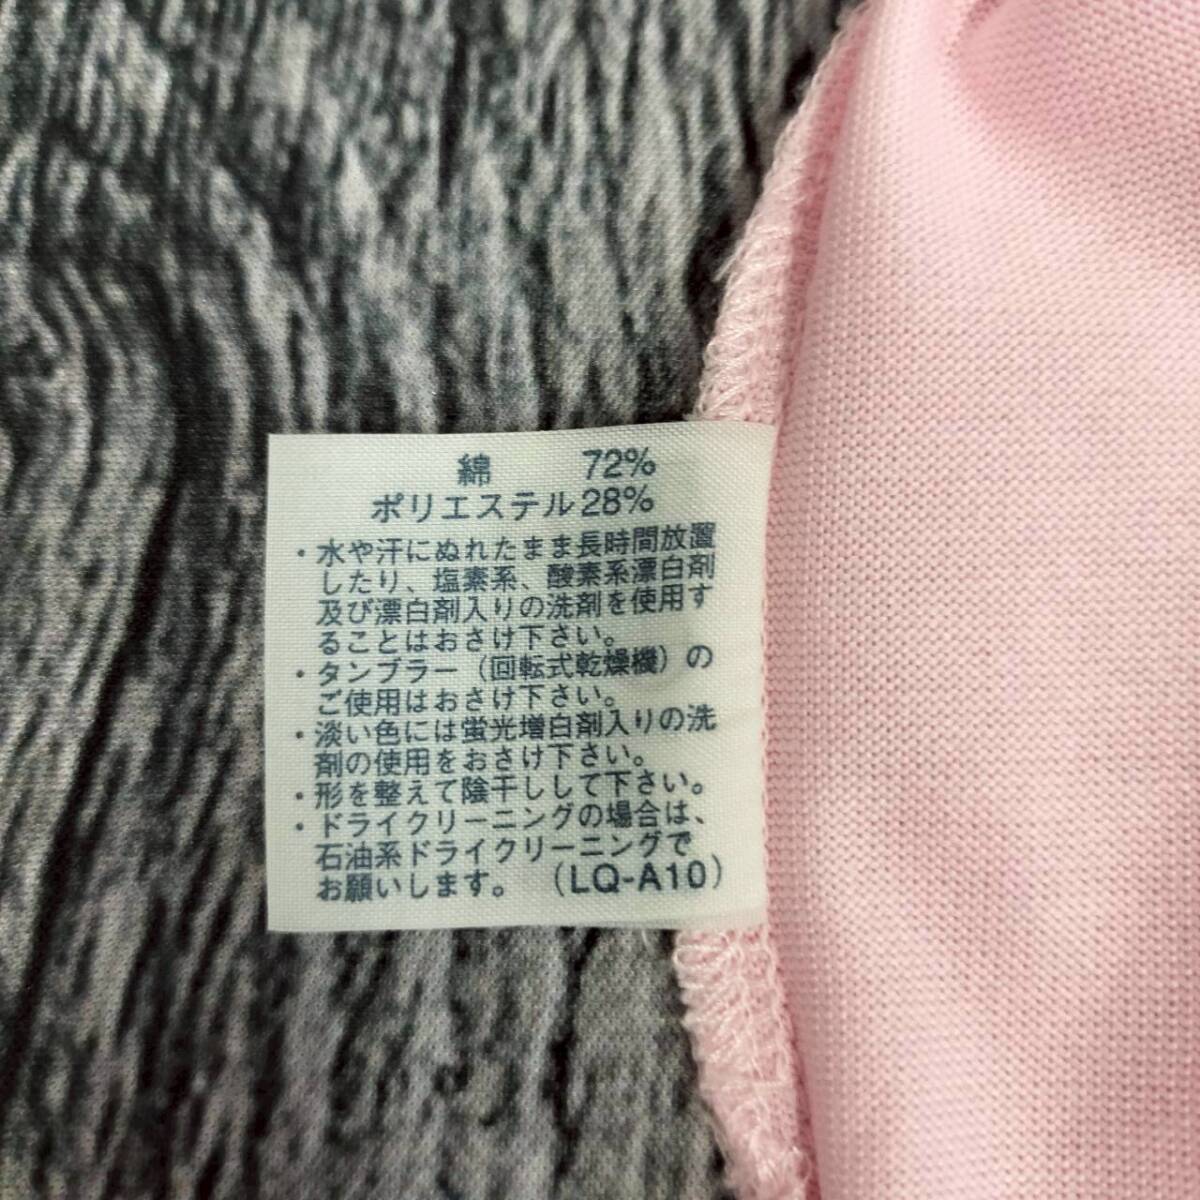 綿 72%
ポリエステル 28%
・水や汗にぬれたまま長時間放置
したり、塩素系、酸素系漂白剤
及び漂白剤入りの洗剤を使用す
ることはおさけ下さい。
・タンブラー(回転式乾燥機)の
ご使用はおさけ下さい。
・淡い色には蛍光増白剤入りの洗
剤の使用をおさけ下さい。
・形を整えて陰干しして下さい。
・ドライクリーニングの場合は、
石油系ドライクリーニングで
お願いします。 (LQ-A10)